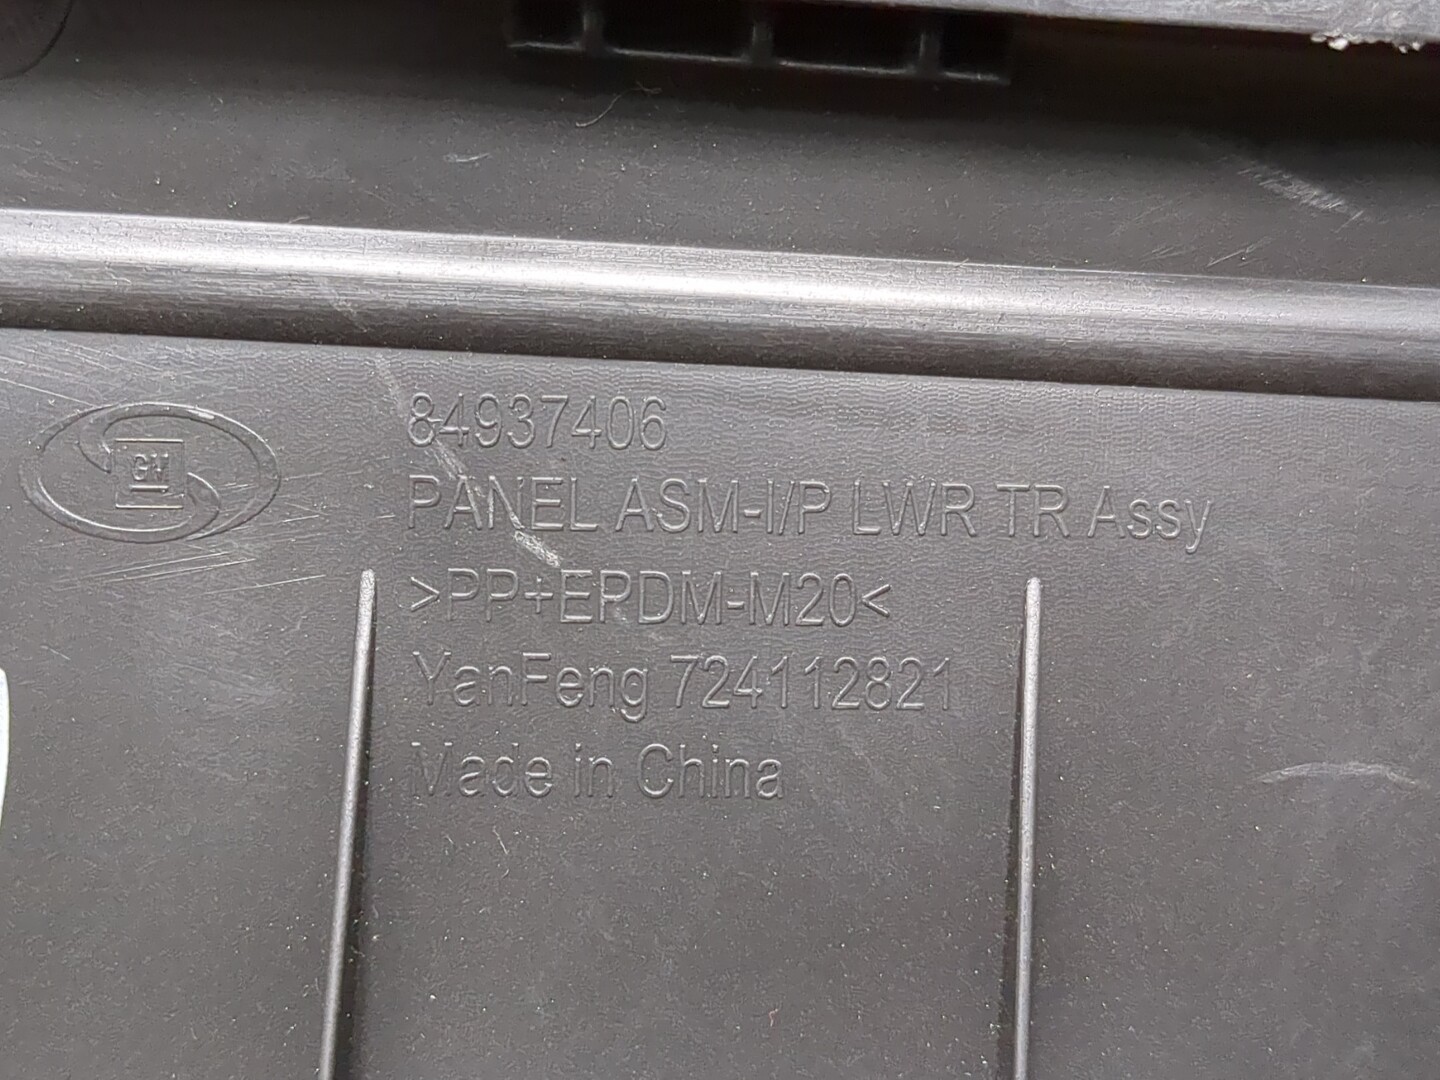 GM
84937406
PANEL ASM-I/P LWR TR Assy
>PP+EPDM-M20<
YanFeng 724112821
Made in China